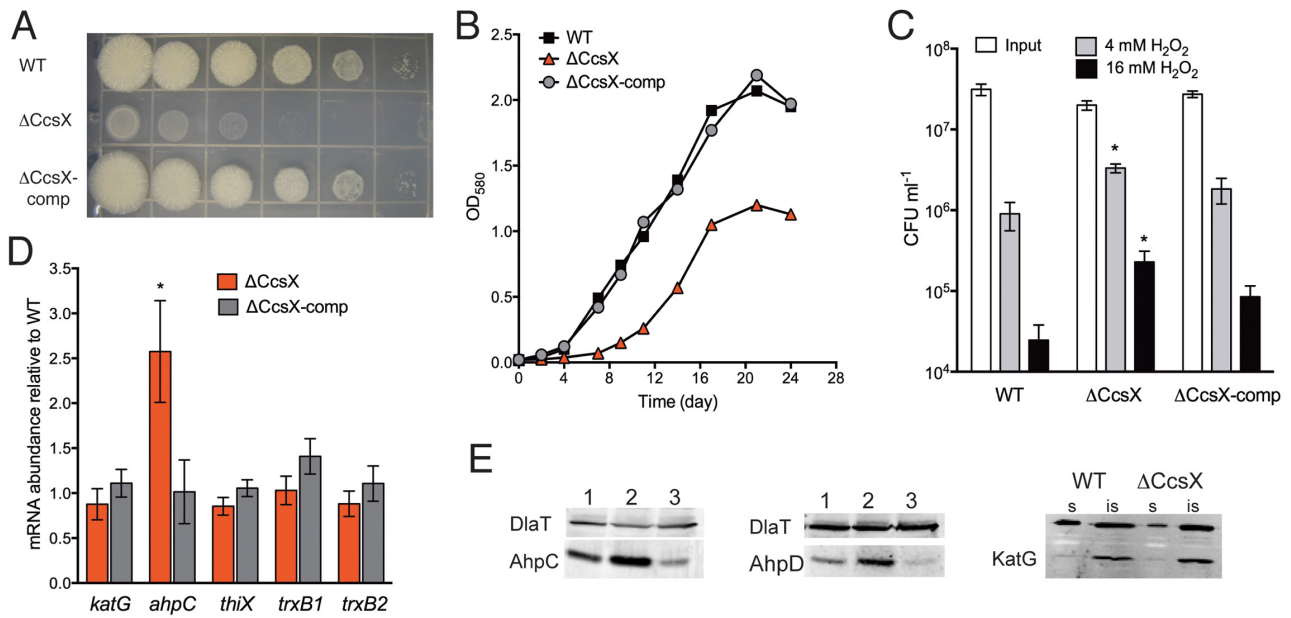 A
WT
ΔCcsX
ΔCcsX-
comp
B
2.5
2.0
1.5
1.0
0.5
0.0
OD580
0 4 8 12 16 20 24 28
Time (day)
WT
ΔCcsX
ΔCcsX-comp
C
Input
4 mM H2O2
16 mM H2O2
10^8
10^7
10^6
10^5
10^4
CFU ml-1
*
*
WT ΔCcsX ΔCcsX-comp
D
3.5
3.0
2.5
2.0
1.5
1.0
0.5
0.0
mRNA abundance relative to WT
ΔCcsX
ΔCcsX-comp
*
katG ahpC thiX trxB1 trxB2
E
1 2 3
DlaT
AhpC
1 2 3
DlaT
AhpD
WT ΔCcsX
s is s is
KatG